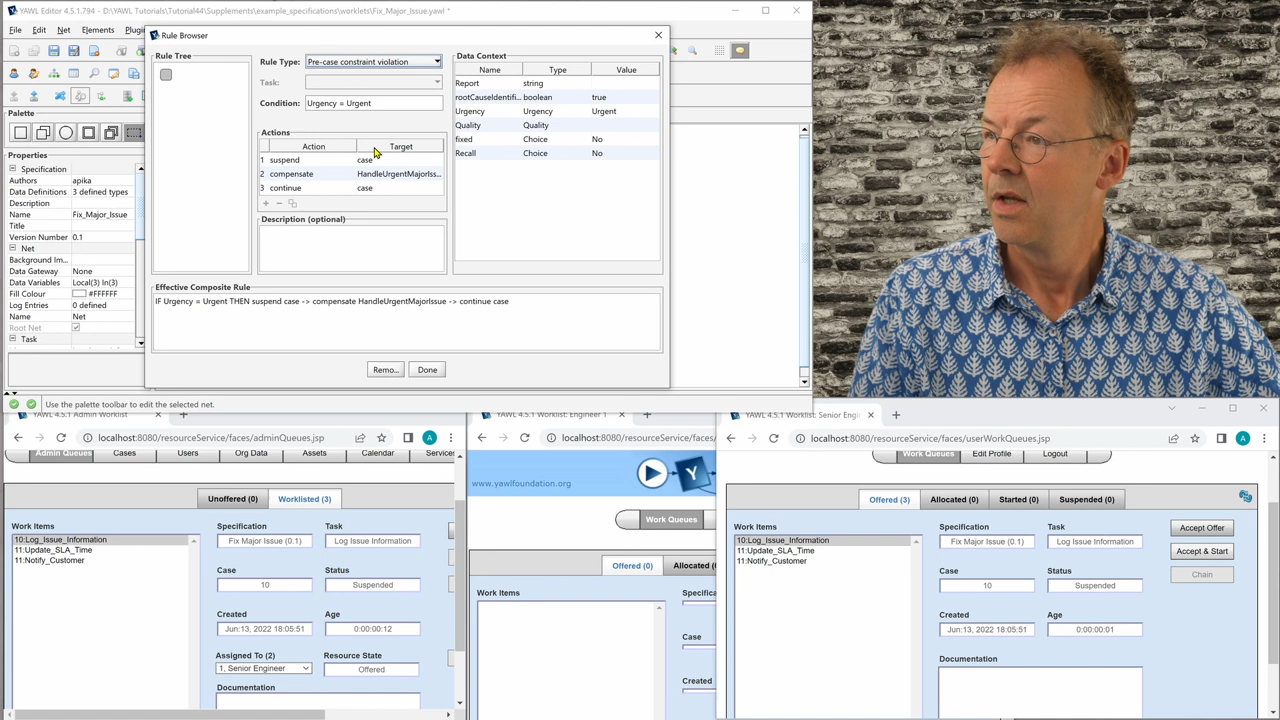 YAWL Editor 4.5.1.794 - D:\YAWL Tutorials\Tutorial44\Supplements\example_specifications\worklets\Fix_Major_Issue.yawl *
File Edit Net Elements Plugi
Palette
Properties
Specification
Authors apika
Data Definitions 3 defined types
Description
Name Fix_Major_Issue
Title
Version Number 0.1
Net
Background Im...
Data Gateway None
Data Variables Local(3) In(3)
Fill Colour #FFFFFF
Log Entries 0 defined
Name Net
Root Net
Task
Use the palette toolbar to edit the selected net.
Rule Browser
Rule Tree
Rule Type: Pre-case constraint violation
Task:
Condition: Urgency = Urgent
Actions
Action Target
1 suspend case
2 compensate HandleUrgentMajorIss...
3 continue case
Description (optional)
Data Context
Name Type Value
Report string
rootCauseIdentifi... boolean true
Urgency Urgency Urgent
Quality Quality
fixed Choice No
Recall Choice No
Effective Composite Rule
IF Urgency = Urgent THEN suspend case -> compensate HandleUrgentMajorIssue -> continue case
Remo... Done
YAWL 4.5.1 Admin Worklist
localhost:8080/resourceService/faces/adminQueues.jsp
A
Admin Queues Cases Users Org Data Assets Calendar Service
Unoffered (0) Worklisted (3)
Work Items
10:Log_Issue_Information
11:Update_SLA_Time
11:Notify_Customer
Specification Task
Fix Major Issue (0.1) Log Issue Information
Case Status
10 Suspended
Created Age
Jun:13, 2022 18:05:51 0:00:00:12
Assigned To (2) Resource State
1, Senior Engineer Offered
Documentation
YAWL 4.5.1 Worklist: Engineer 1
localhost:8080/resourceService/faces/
www.yawlfoundation.org
Y
Work Queues
Offered (0) Allocated (
Work Items
Specific
Case
Created
YAWL 4.5.1 Worklist: Senior Engi
localhost:8080/resourceService/faces/userWorkQueues.jsp
A
Work Queues Edit Profile Logout
Offered (3) Allocated (0) Started (0) Suspended (0)
Work Items
10:Log_Issue_Information
11:Update_SLA_Time
11:Notify_Customer
Specification Task
Fix Major Issue (0.1) Log Issue Information
Case Status
10 Suspended
Created Age
Jun:13, 2022 18:05:51 0:00:00:01
Documentation
Accept Offer
Accept & Start
Chain